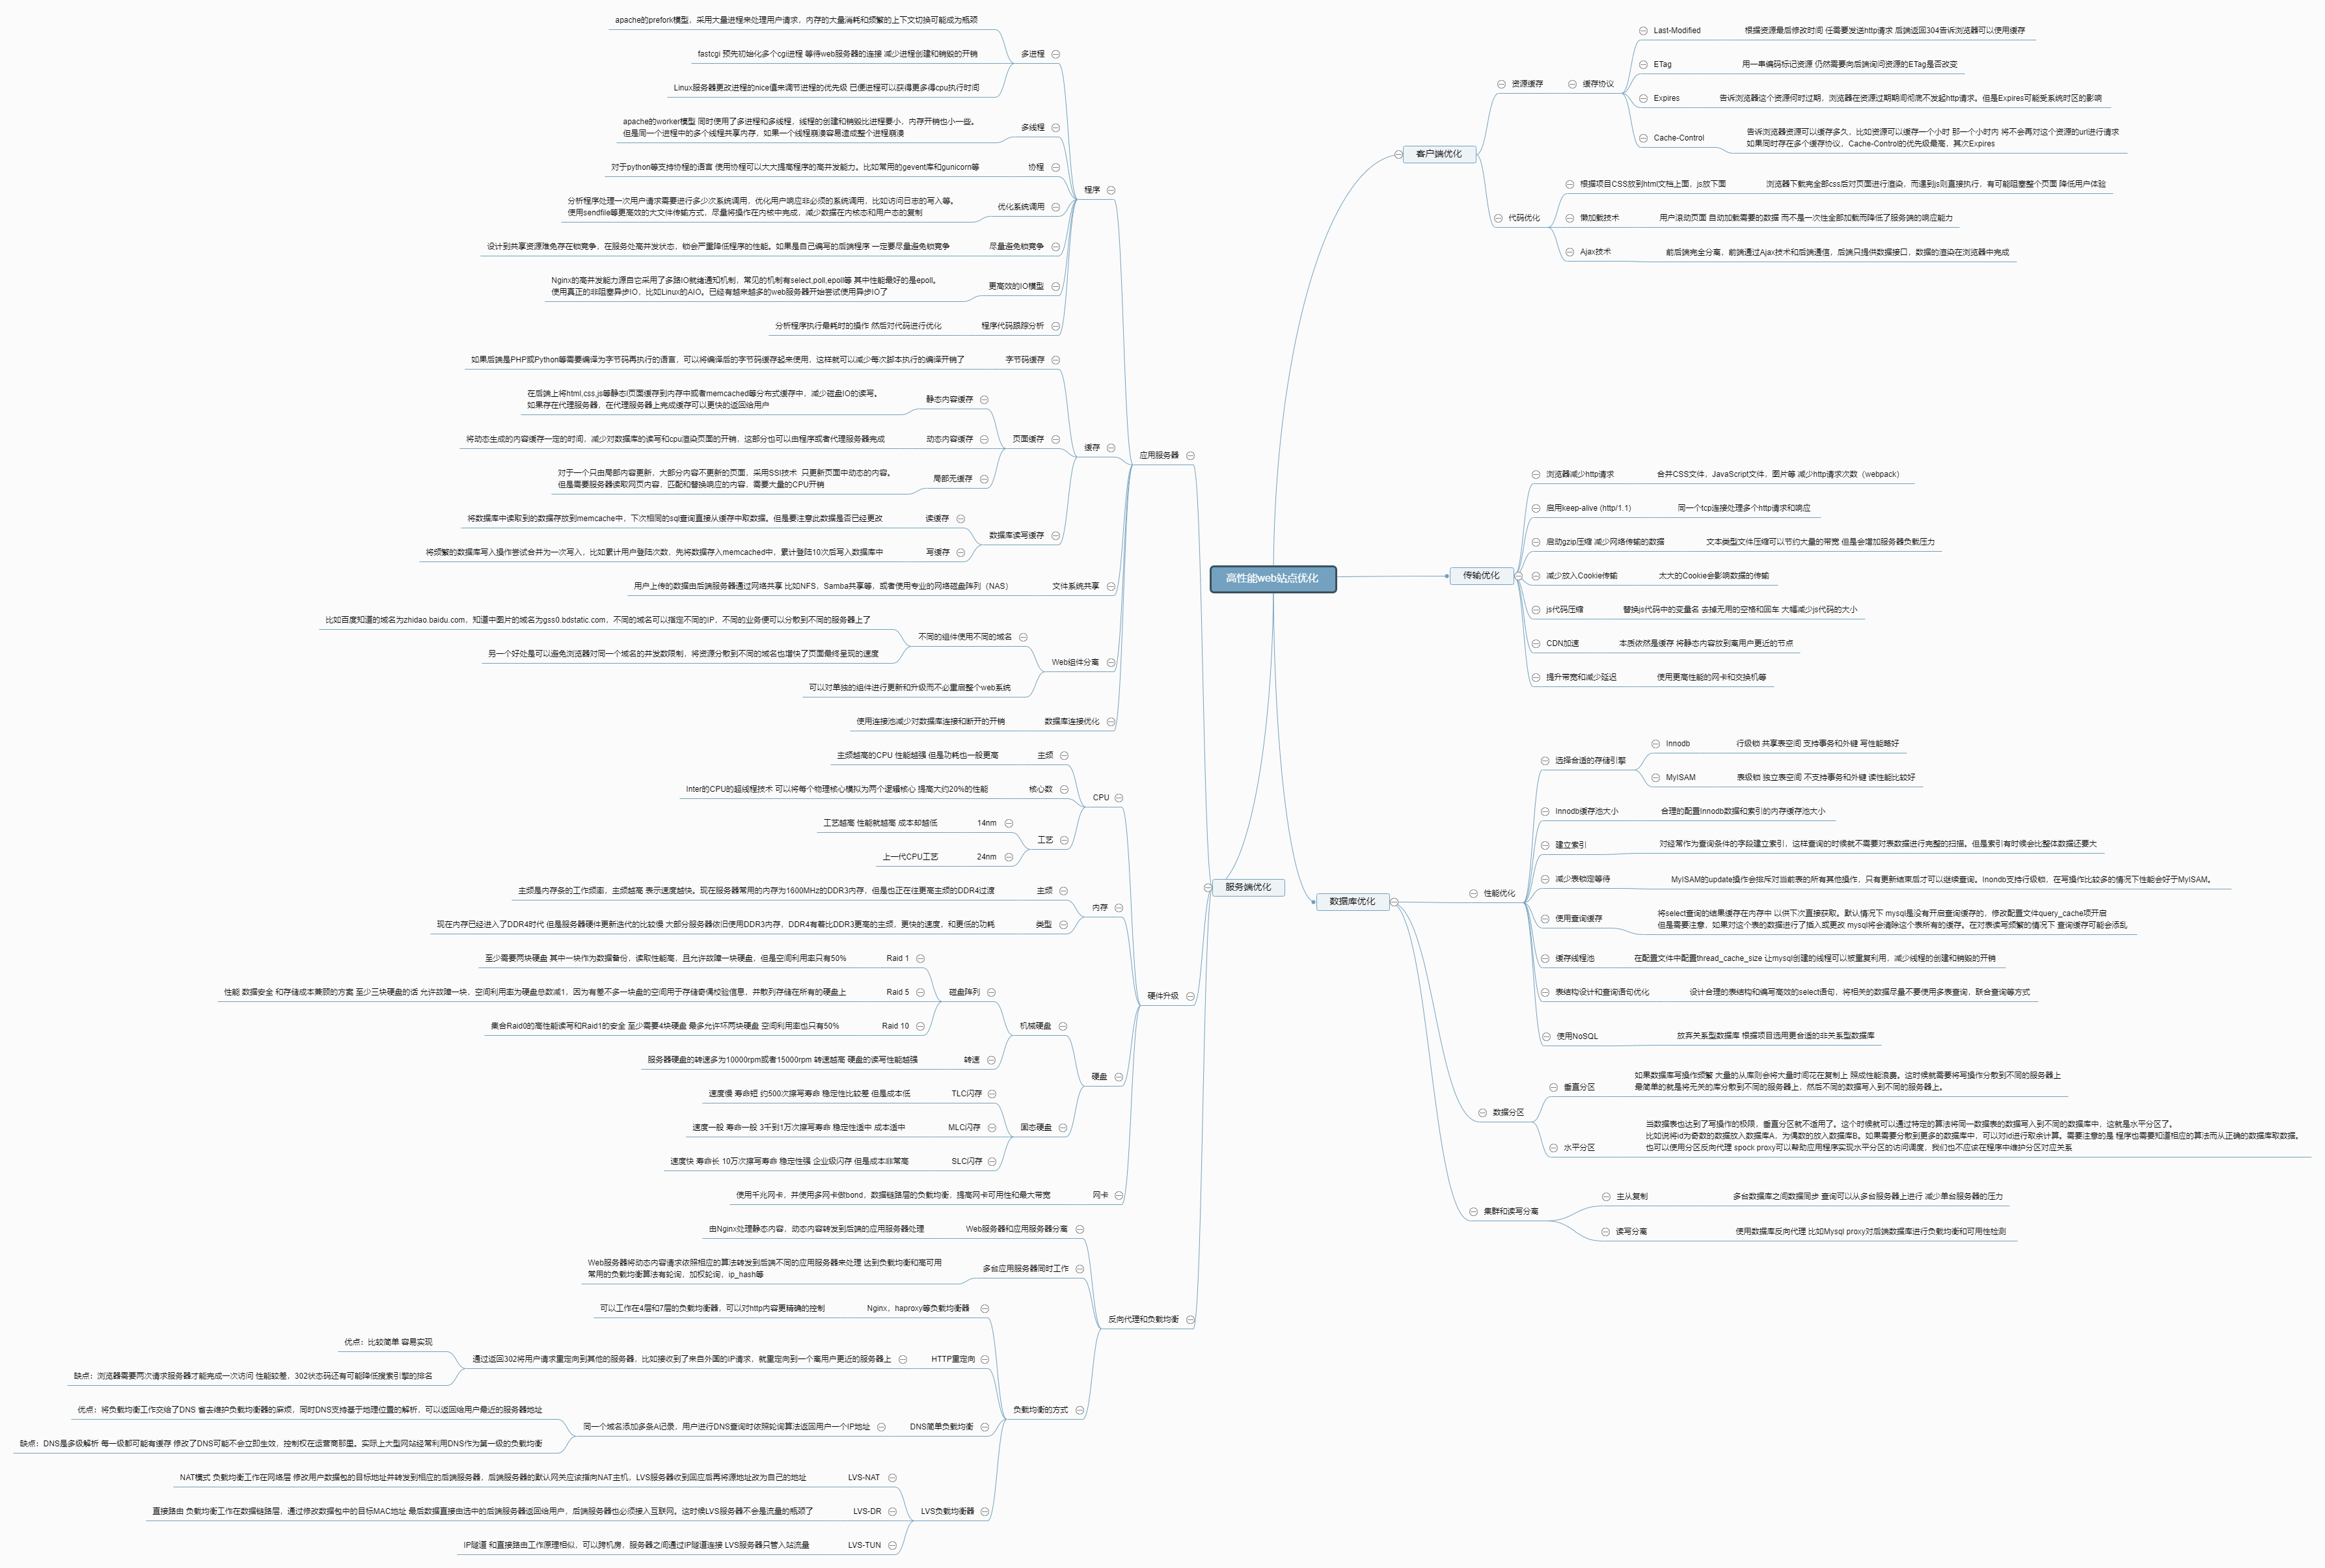 高性能web站点优化
客户端优化
资源缓存
缓存协议
Last-Modified
根据资源最后修改时间 任需要发送http请求 后端返回304告诉浏览器可以使用缓存
ETag
用一串编码标记资源 仍然需要向后端询问资源的ETag是否改变
Expires
告诉浏览器这个资源何时过期，浏览器在资源过期期间彻底不发起http请求。但是Expires可能受系统时区的影响
Cache-Control
告诉浏览器资源可以缓存多久，比如资源可以缓存一个小时 那一个小时内 将不会再对这个资源的url进行请求
如果同时存在多个缓存协议，Cache-Control的优先级最高，其次Expires
代码优化
根据项目CSS放到html文档上面，js放下面
浏览器下载完全部css后对页面进行渲染，而遇到js则直接执行，有可能阻塞整个页面 降低用户体验
懒加载技术
用户滚动页面 自动加载需要的数据 而不是一次性全部加载而降低了服务端的响应能力
Ajax技术
前后端完全分离，前端通过Ajax技术和后端通信，后端只提供数据接口，数据的渲染在浏览器中完成
传输优化
浏览器减少http请求
合并CSS文件，JavaScript文件，图片等 减少http请求次数（webpack）
启用keep-alive (http/1.1)
同一个tcp连接处理多个http请求和响应
启动gzip压缩 减少网络传输的数据
文本类型文件压缩可以节约大量的带宽 但是会增加服务器负载压力
减少放入Cookie传输
太大的Cookie会影响数据的传输
js代码压缩
替换js代码中的变量名 去掉无用的空格和回车 大幅减少js代码的大小
CDN加速
本质依然是缓存 将静态内容放到离用户更近的节点
提升带宽和减少延迟
使用更高性能的网卡和交换机等
数据库优化
性能优化
选择合适的存储引擎
Innodb
行级锁 共享表空间 支持事务和外键 写性能略好
MyISAM
表级锁 独立表空间 不支持事务和外键 读性能比较好
Innodb缓存池大小
合理的配置Innodb数据和索引的内存缓存池大小
建立索引
对经常作为查询条件的字段建立索引，这样查询的时候就不需要对表数据进行完整的扫描。但是索引有时候会比整体数据还要大
减少表锁定等待
MyISAM的update操作会排斥对当前表的所有其他操作，只有更新结束后才可以继续查询。Inondb支持行级锁，在写操作比较多的情况下性能会好于MyISAM。
使用查询缓存
将select查询的结果缓存在内存中 以供下次直接获取。默认情况下 mysql是没有开启查询缓存的，修改配置文件query_cache项开启
但是需要注意，如果对这个表的数据进行了插入或更改 mysql将会清除这个表所有的缓存。在对表读写频繁的情况下 查询缓存可能会添乱
缓存线程池
在配置文件中配置thread_cache_size 让mysql创建的线程可以被重复利用，减少线程的创建和销毁的开销
表结构设计和查询语句优化
设计合理的表结构和编写高效的select语句，将相关的数据尽量不要使用多表查询，联合查询等方式
使用NoSQL
放弃关系型数据库 根据项目选用更合适的非关系型数据库
数据分区
垂直分区
如果数据库写操作频繁 大量的从库则会将大量时间花在复制上 照成性能浪费。这时候就需要将写操作分散到不同的服务器上
最简单的就是将无关的库分散到不同的服务器上，然后不同的数据写入到不同的服务器上。
水平分区
当数据表也达到了写操作的极限，垂直分区就不适用了。这个时候就可以通过特定的算法将同一数据表的数据写入到不同的数据库中，这就是水平分区了。
比如说将id为奇数的数据放入数据库A，为偶数的放入数据库B。如果需要分散到更多的数据库中，可以对id进行取余计算。需要注意的是 程序也需要知道相应的算法而从正确的数据库取数据。
也可以使用分区反向代理 spock proxy可以帮助应用程序实现水平分区的访问调度，我们也不应该在程序中维护分区对应关系
集群和读写分离
主从复制
多台数据库之间数据同步 查询可以从多台服务器上进行 减少单台服务器的压力
读写分离
使用数据库反向代理 比如Mysql proxy对后端数据库进行负载均衡和可用性检测
服务端优化
应用服务器
程序
多进程
apache的prefork模型，采用大量进程来处理用户请求，内存的大量消耗和频繁的上下文切换可能成为瓶颈
fastcgi 预先初始化多个cgi进程 等待web服务器的连接 减少进程创建和销毁的开销
Linux服务器更改进程的nice值来调节进程的优先级 已便进程可以获得更多得cpu执行时间
多线程
apache的worker模型 同时使用了多进程和多线程，线程的创建和销毁比进程要小，内存开销也小一些。
但是同一个进程中的多个线程共享内存，如果一个线程崩溃容易造成整个进程崩溃
协程
对于python等支持协程的语言 使用协程可以大大提高程序的高并发能力。比如常用的gevent库和gunicorn等
优化系统调用
分析程序处理一次用户请求需要进行多少次系统调用，优化用户响应非必须的系统调用，比如访问日志的写入等。
使用sendfile等更高效的大文件传输方式，尽量将操作在内核中完成，减少数据在内核态和用户态的复制
尽量避免锁竞争
设计到共享资源难免存在锁竞争，在服务处高并发状态，锁会严重降低程序的性能。如果是自己编写的后端程序 一定要尽量避免锁竞争
更高效的IO模型
Nginx的高并发能力源自它采用了多路IO就绪通知机制，常见的机制有select,poll,epoll等 其中性能最好的是epoll。
使用真正的非阻塞异步IO，比如Linux的AIO。已经有越来越多的web服务器开始尝试使用异步IO了
程序代码跟踪分析
分析程序执行最耗时的操作 然后对代码进行优化
缓存
字节码缓存
如果后端是PHP或Python等需要编译为字节码再执行的语言，可以将编译后的字节码缓存起来使用，这样就可以减少每次脚本执行的编译开销了
页面缓存
静态内容缓存
在后端上将html,css,js等静态l页面缓存到内存中或者memcached等分布式缓存中，减少磁盘IO的读写。
如果存在代理服务器，在代理服务器上完成缓存可以更快的返回给用户
动态内容缓存
将动态生成的内容缓存一定的时间，减少对数据库的读写和cpu渲染页面的开销，这部分也可以由程序或者代理服务器完成
局部无缓存
对于一个只由局部内容更新，大部分内容不更新的页面，采用SSI技术 只更新页面中动态的内容。
但是需要服务器读取网页内容，匹配和替换响应的内容，需要大量的CPU开销
数据库读写缓存
读缓存
将数据库中读取到的数据存放到memcache中，下次相同的sql查询直接从缓存中取数据。但是要注意此数据是否已经更改
写缓存
将频繁的数据库写入操作尝试合并为一次写入，比如累计用户登陆次数，先将数据存入memcached中，累计登陆10次后写入数据库中
文件系统共享
用户上传的数据由后端服务器通过网络共享 比如NFS，Samba共享等，或者使用专业的网络磁盘阵列（NAS）
Web组件分离
不同的组件使用不同的域名
比如百度知道的域名为zhidao.baidu.com，知道中图片的域名为gss0.bdstatic.com，不同的域名可以指定不同的IP，不同的业务便可以分散到不同的服务器上了
另一个好处是可以避免浏览器对同一个域名的并发数限制，将资源分散到不同的域名也增快了页面最终呈现的速度
可以对单独的组件进行更新和升级而不必重启整个web系统
数据库连接优化
使用连接池减少对数据库连接和断开的开销
硬件升级
CPU
主频
主频越高的CPU 性能越强 但是功耗也一般更高
核心数
Inter的CPU的超线程技术 可以将每个物理核心模拟为两个逻辑核心 提高大约20%的性能
工艺
14nm
工艺越高 性能就越高 成本却越低
24nm
上一代CPU工艺
内存
主频
主频是内存条的工作频率，主频越高 表示速度越快。现在服务器常用的内存为1600MHz的DDR3内存，但是也正在往更高主频的DDR4过渡
类型
现在内存已经进入了DDR4时代 但是服务器硬件更新迭代的比较慢 大部分服务器依旧使用DDR3内存，DDR4有着比DDR3更高的主频，更快的速度，和更低的功耗
硬盘
机械硬盘
磁盘阵列
Raid 1
至少需要两块硬盘 其中一块作为数据备份，读取性能高，且允许故障一块硬盘，但是空间利用率只有50%
Raid 5
性能 数据安全 和存储成本兼顾的方案 至少三块硬盘的话 允许故障一块，空间利用率为硬盘总数减1，因为有差不多一块盘的空间用于存储奇偶校验信息，并散列存储在所有的硬盘上
Raid 10
集合Raid0的高性能读写和Raid1的安全 至少需要4块硬盘 最多允许坏两块硬盘 空间利用率也只有50%
转速
服务器硬盘的转速多为10000rpm或者15000rpm 转速越高 硬盘的读写性能越强
固态硬盘
TLC闪存
速度慢 寿命短 约500次擦写寿命 稳定性比较差 但是成本低
MLC闪存
速度一般 寿命一般 3千到1万次擦写寿命 稳定性适中 成本适中
SLC闪存
速度快 寿命长 10万次擦写寿命 稳定性强 企业级闪存 但是成本非常高
网卡
使用千兆网卡，并使用多网卡做bond，数据链路层的负载均衡，提高网卡可用性和最大带宽
反向代理和负载均衡
Web服务器和应用服务器分离
由Nginx处理静态内容，动态内容转发到后端的应用服务器处理
多台应用服务器同时工作
Web服务器将动态内容请求依照相应的算法转发到后端不同的应用服务器来处理 达到负载均衡和高可用
常用的负载均衡算法有轮询，加权轮询，ip_hash等
负载均衡的方式
Nginx，haproxy等负载均衡器
可以工作在4层和7层的负载均衡器，可以对http内容更精确的控制
HTTP重定向
通过返回302将用户请求重定向到其他的服务器，比如接收到了来自外国的IP请求，就重定向到一个离用户更近的服务器上
优点：比较简单 容易实现
缺点：浏览器需要两次请求服务器才能完成一次访问 性能较差，302状态码还有可能降低搜索引擎的排名
DNS简单负载均衡
同一个域名添加多条A记录，用户进行DNS查询时依照轮询算法返回用户一个IP地址
优点：将负载均衡工作交给了DNS 省去维护负载均衡器的麻烦，同时DNS支持基于地理位置的解析，可以返回给用户最近的服务器地址
缺点：DNS是多级解析 每一级都可能有缓存 修改了DNS可能不会立即生效，控制权在运营商那里。实际上大型网站经常利用DNS作为第一级的负载均衡
LVS负载均衡器
LVS-NAT
NAT模式 负载均衡工作在网络层 修改用户数据包的目标地址并转发到相应的后端服务器，后端服务器的默认网关应该指向NAT主机，LVS服务器收到回应后再将源地址改为自己的地址
LVS-DR
直接路由 负载均衡工作在数据链路层，通过修改数据包中的目标MAC地址 最后数据直接由选中的后端服务器返回给用户，后端服务器也必须接入互联网。这时候LVS服务器不会是流量的瓶颈了
LVS-TUN
IP隧道 和直接路由工作原理相似，可以跨机房，服务器之间通过IP隧道连接 LVS服务器只管入站流量